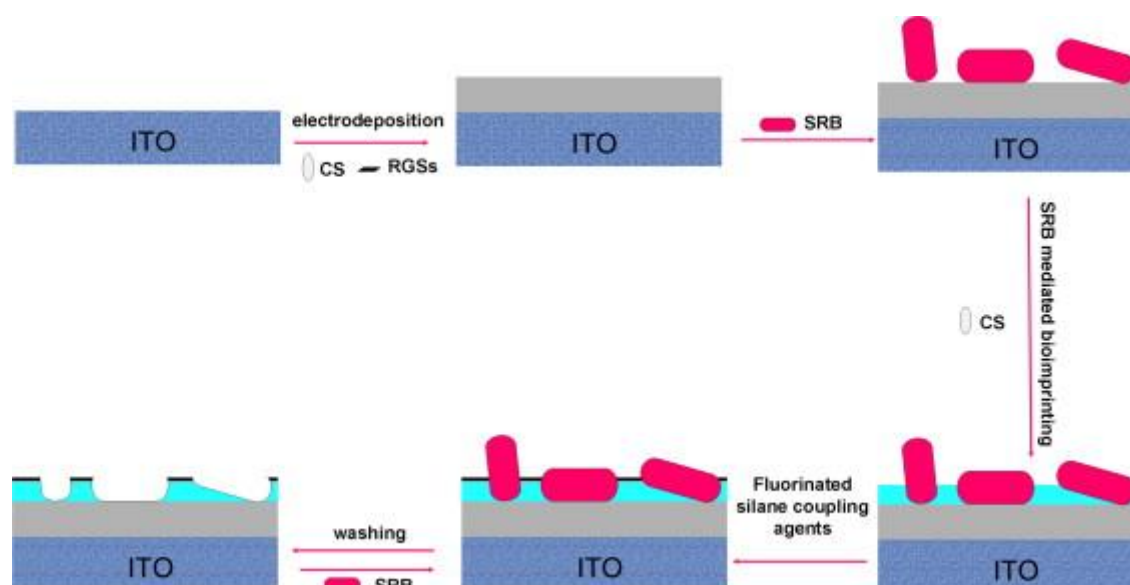 electrodeposition
ITO
CS
RGSs
ITO
SRB
ITO
SRB mediated bioimprinting
CS
Fluorinated
silane coupling
agents
ITO
ITO
washing
SRB
ITO